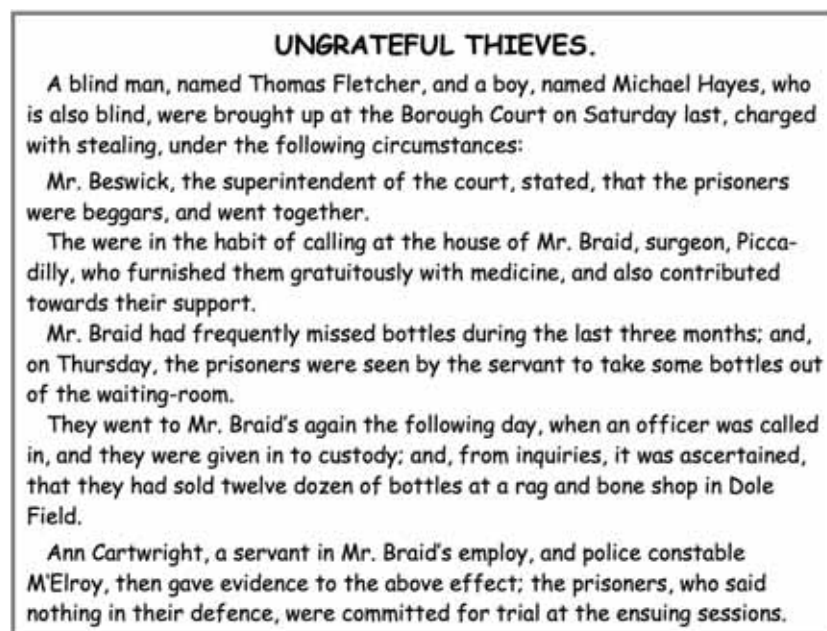 UNGRATEFUL THIEVES.
A blind man, named Thomas Fletcher, and a boy, named Michael Hayes, who
is also blind, were brought up at the Borough Court on Saturday last, charged
with stealing, under the following circumstances:
Mr. Beswick, the superintendent of the court, stated, that the prisoners
were beggars, and went together.
The were in the habit of calling at the house of Mr. Braid, surgeon, Picca-
dilly, who furnished them gratuitously with medicine, and also contributed
towards their support.
Mr. Braid had frequently missed bottles during the last three months; and,
on Thursday, the prisoners were seen by the servant to take some bottles out
of the waiting-room.
They went to Mr. Braid's again the following day, when an officer was called
in, and they were given in to custody; and, from inquiries, it was ascertained,
that they had sold twelve dozen of bottles at a rag and bone shop in Dole
Field.
Ann Cartwright, a servant in Mr. Braid's employ, and police constable
M'Elroy, then gave evidence to the above effect; the prisoners, who said
nothing in their defence, were committed for trial at the ensuing sessions.